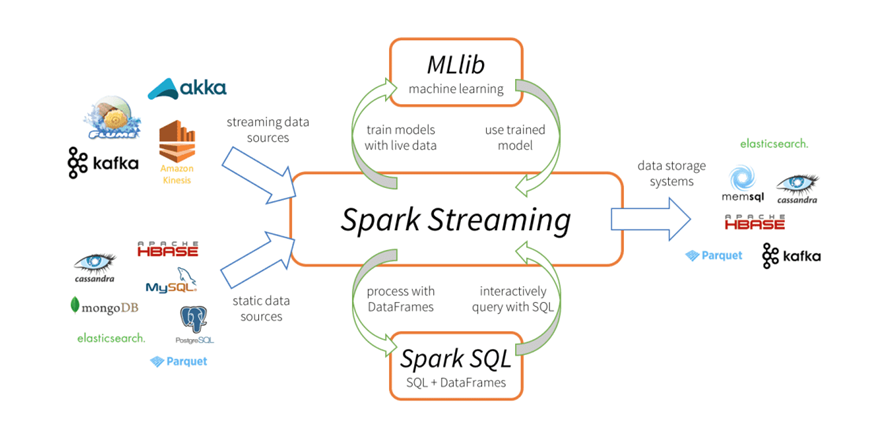 MLlib
machine learning
akka
FLUME
kafka
Amazon
Kinesis
streaming data
sources
train models
with live data
use trained
model
Spark Streaming
data storage
systems
elasticsearch.
memsql
cassandra
APACHE
HBASE
Parquet
kafka
APACHE
HBASE
cassandra
MySQL
mongoDB
elasticsearch.
PostgreSQL
Parquet
static data
sources
process with
DataFrames
interactively
query with SQL
Spark SQL
SQL + DataFrames